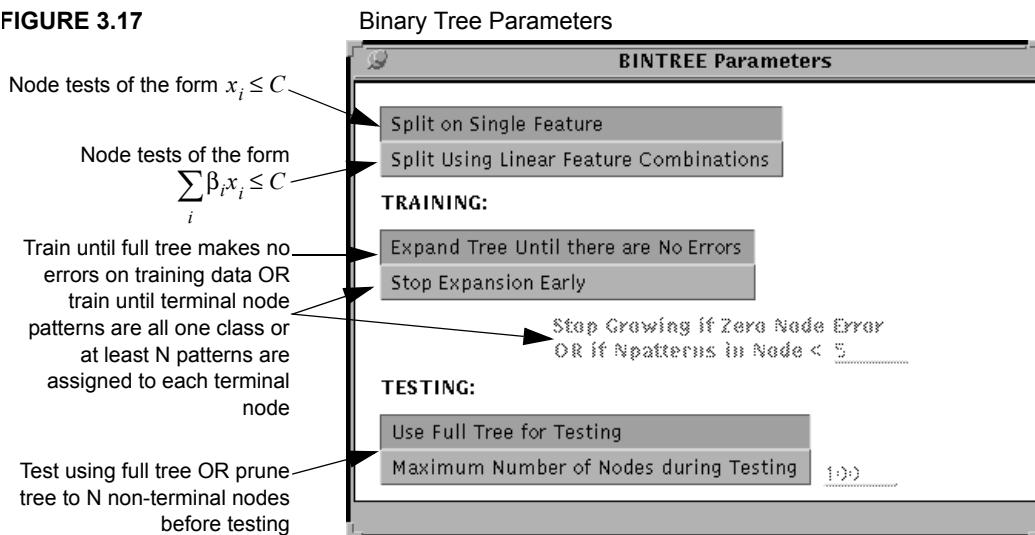 FIGURE 3.17
Binary Tree Parameters
BINTREE Parameters
Node tests of the form x_i ≤ C
Split on Single Feature
Node tests of the form
∑_i β_i x_i ≤ C
Split Using Linear Feature Combinations
TRAINING:
Train until full tree makes no
errors on training data OR
train until terminal node
patterns are all one class or
at least N patterns are
assigned to each terminal
node
Expand Tree Until there are No Errors
Stop Expansion Early
Stop Growing if Zero Node Error
OR if Npatterns in Node < 5
TESTING:
Use Full Tree for Testing
Maximum Number of Nodes during Testing 100
Test using full tree OR prune
tree to N non-terminal nodes
before testing